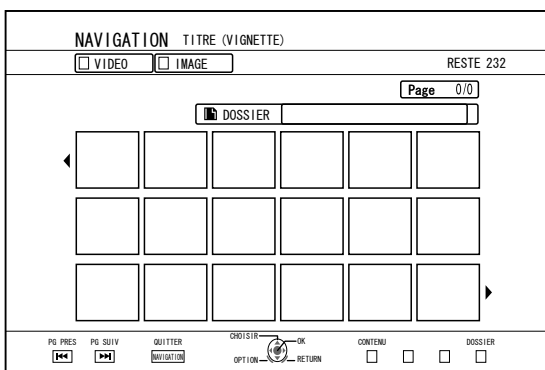 NAVIGATION TITRE (VIGNETTE)
VIDEO IMAGE RESTE 232
Page 0/0
DOSSIER
PG PRES PG SUIV QUITTER CHOISIR OK CONTENU DOSSIER
NAVIGATION OPTION RETURN